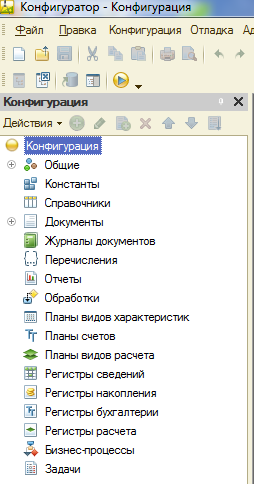 Конфигуратор - Конфигурация
Файл Правка Конфигурация Отладка
Конфигурация
Действия
Конфигурация
Общие
Константы
Справочники
Документы
Журналы документов
Перечисления
Отчеты
Обработки
Планы видов характеристик
Планы счетов
Планы видов расчета
Регистры сведений
Регистры накопления
Регистры бухгалтерии
Регистры расчета
Бизнес-процессы
Задачи